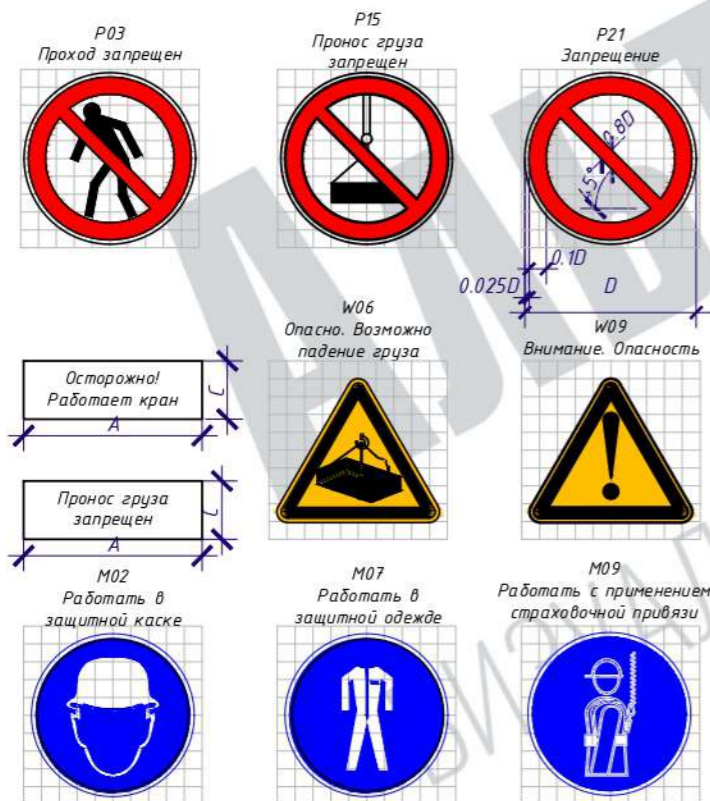 P03
Проход запрещен
P15
Пронос груза
запрещен
P21
Запрещение
0.8D
45°
0.1D
0.025D
D
W06
Опасно. Возможно
падение груза
W09
Внимание. Опасность
Осторожно!
Работает кран
C
A
Пронос груза
запрещен
C
A
M02
Работать в
защитной каске
M07
Работать в
защитной одежде
M09
Работать с применением
страховочной привязи